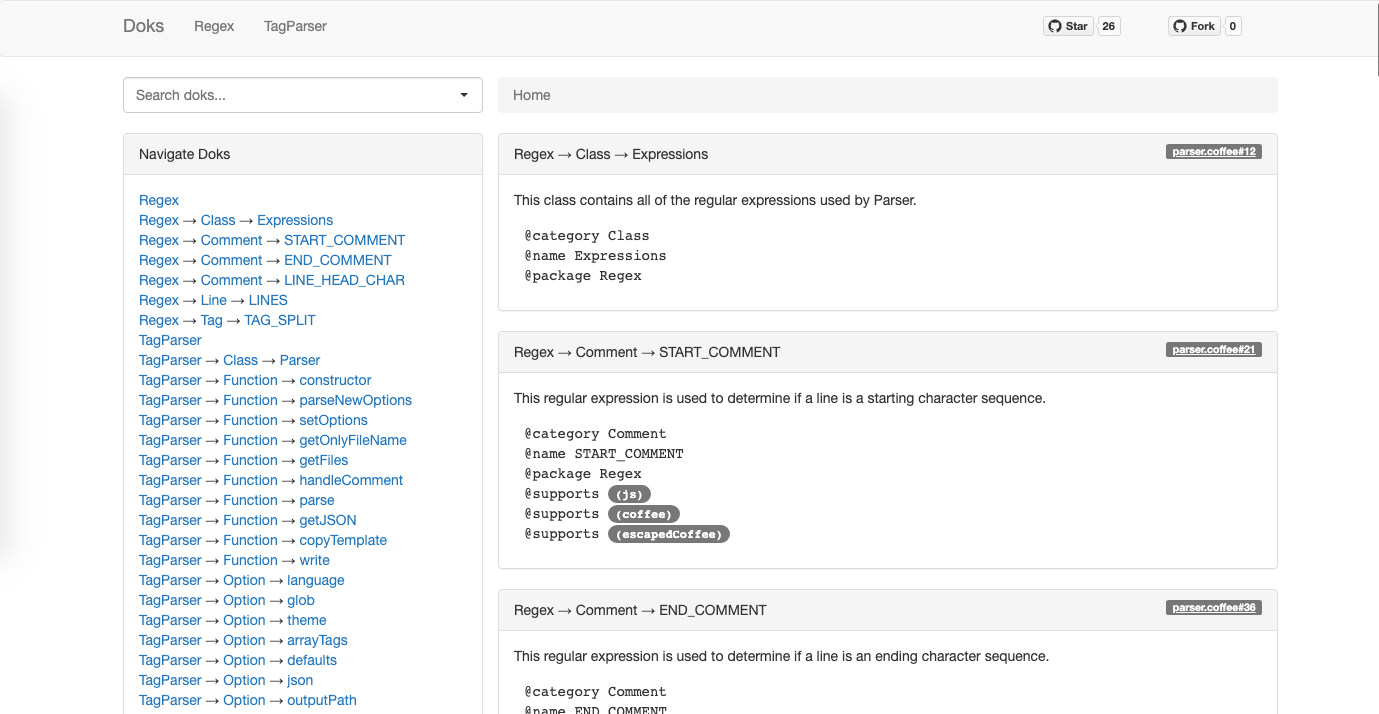 Doks Regex TagParser Star 26 Fork 0
Search doks... Home
Navigate Doks
Regex
Regex → Class → Expressions
Regex → Comment → START_COMMENT
Regex → Comment → END_COMMENT
Regex → Comment → LINE_HEAD_CHAR
Regex → Line → LINES
Regex → Tag → TAG_SPLIT
TagParser
TagParser → Class → Parser
TagParser → Function → constructor
TagParser → Function → parseNewOptions
TagParser → Function → setOptions
TagParser → Function → getOnlyFileName
TagParser → Function → getFiles
TagParser → Function → handleComment
TagParser → Function → parse
TagParser → Function → getJSON
TagParser → Function → copyTemplate
TagParser → Function → write
TagParser → Option → language
TagParser → Option → glob
TagParser → Option → theme
TagParser → Option → arrayTags
TagParser → Option → defaults
TagParser → Option → json
TagParser → Option → outputPath
Regex → Class → Expressions parser.coffee#12
This class contains all of the regular expressions used by Parser.
@category Class
@name Expressions
@package Regex
Regex → Comment → START_COMMENT parser.coffee#21
This regular expression is used to determine if a line is a starting character sequence.
@category Comment
@name START_COMMENT
@package Regex
@supports (js)
@supports (coffee)
@supports (escapedCoffee)
Regex → Comment → END_COMMENT parser.coffee#36
This regular expression is used to determine if a line is an ending character sequence.
@category Comment
@name END_COMMENT